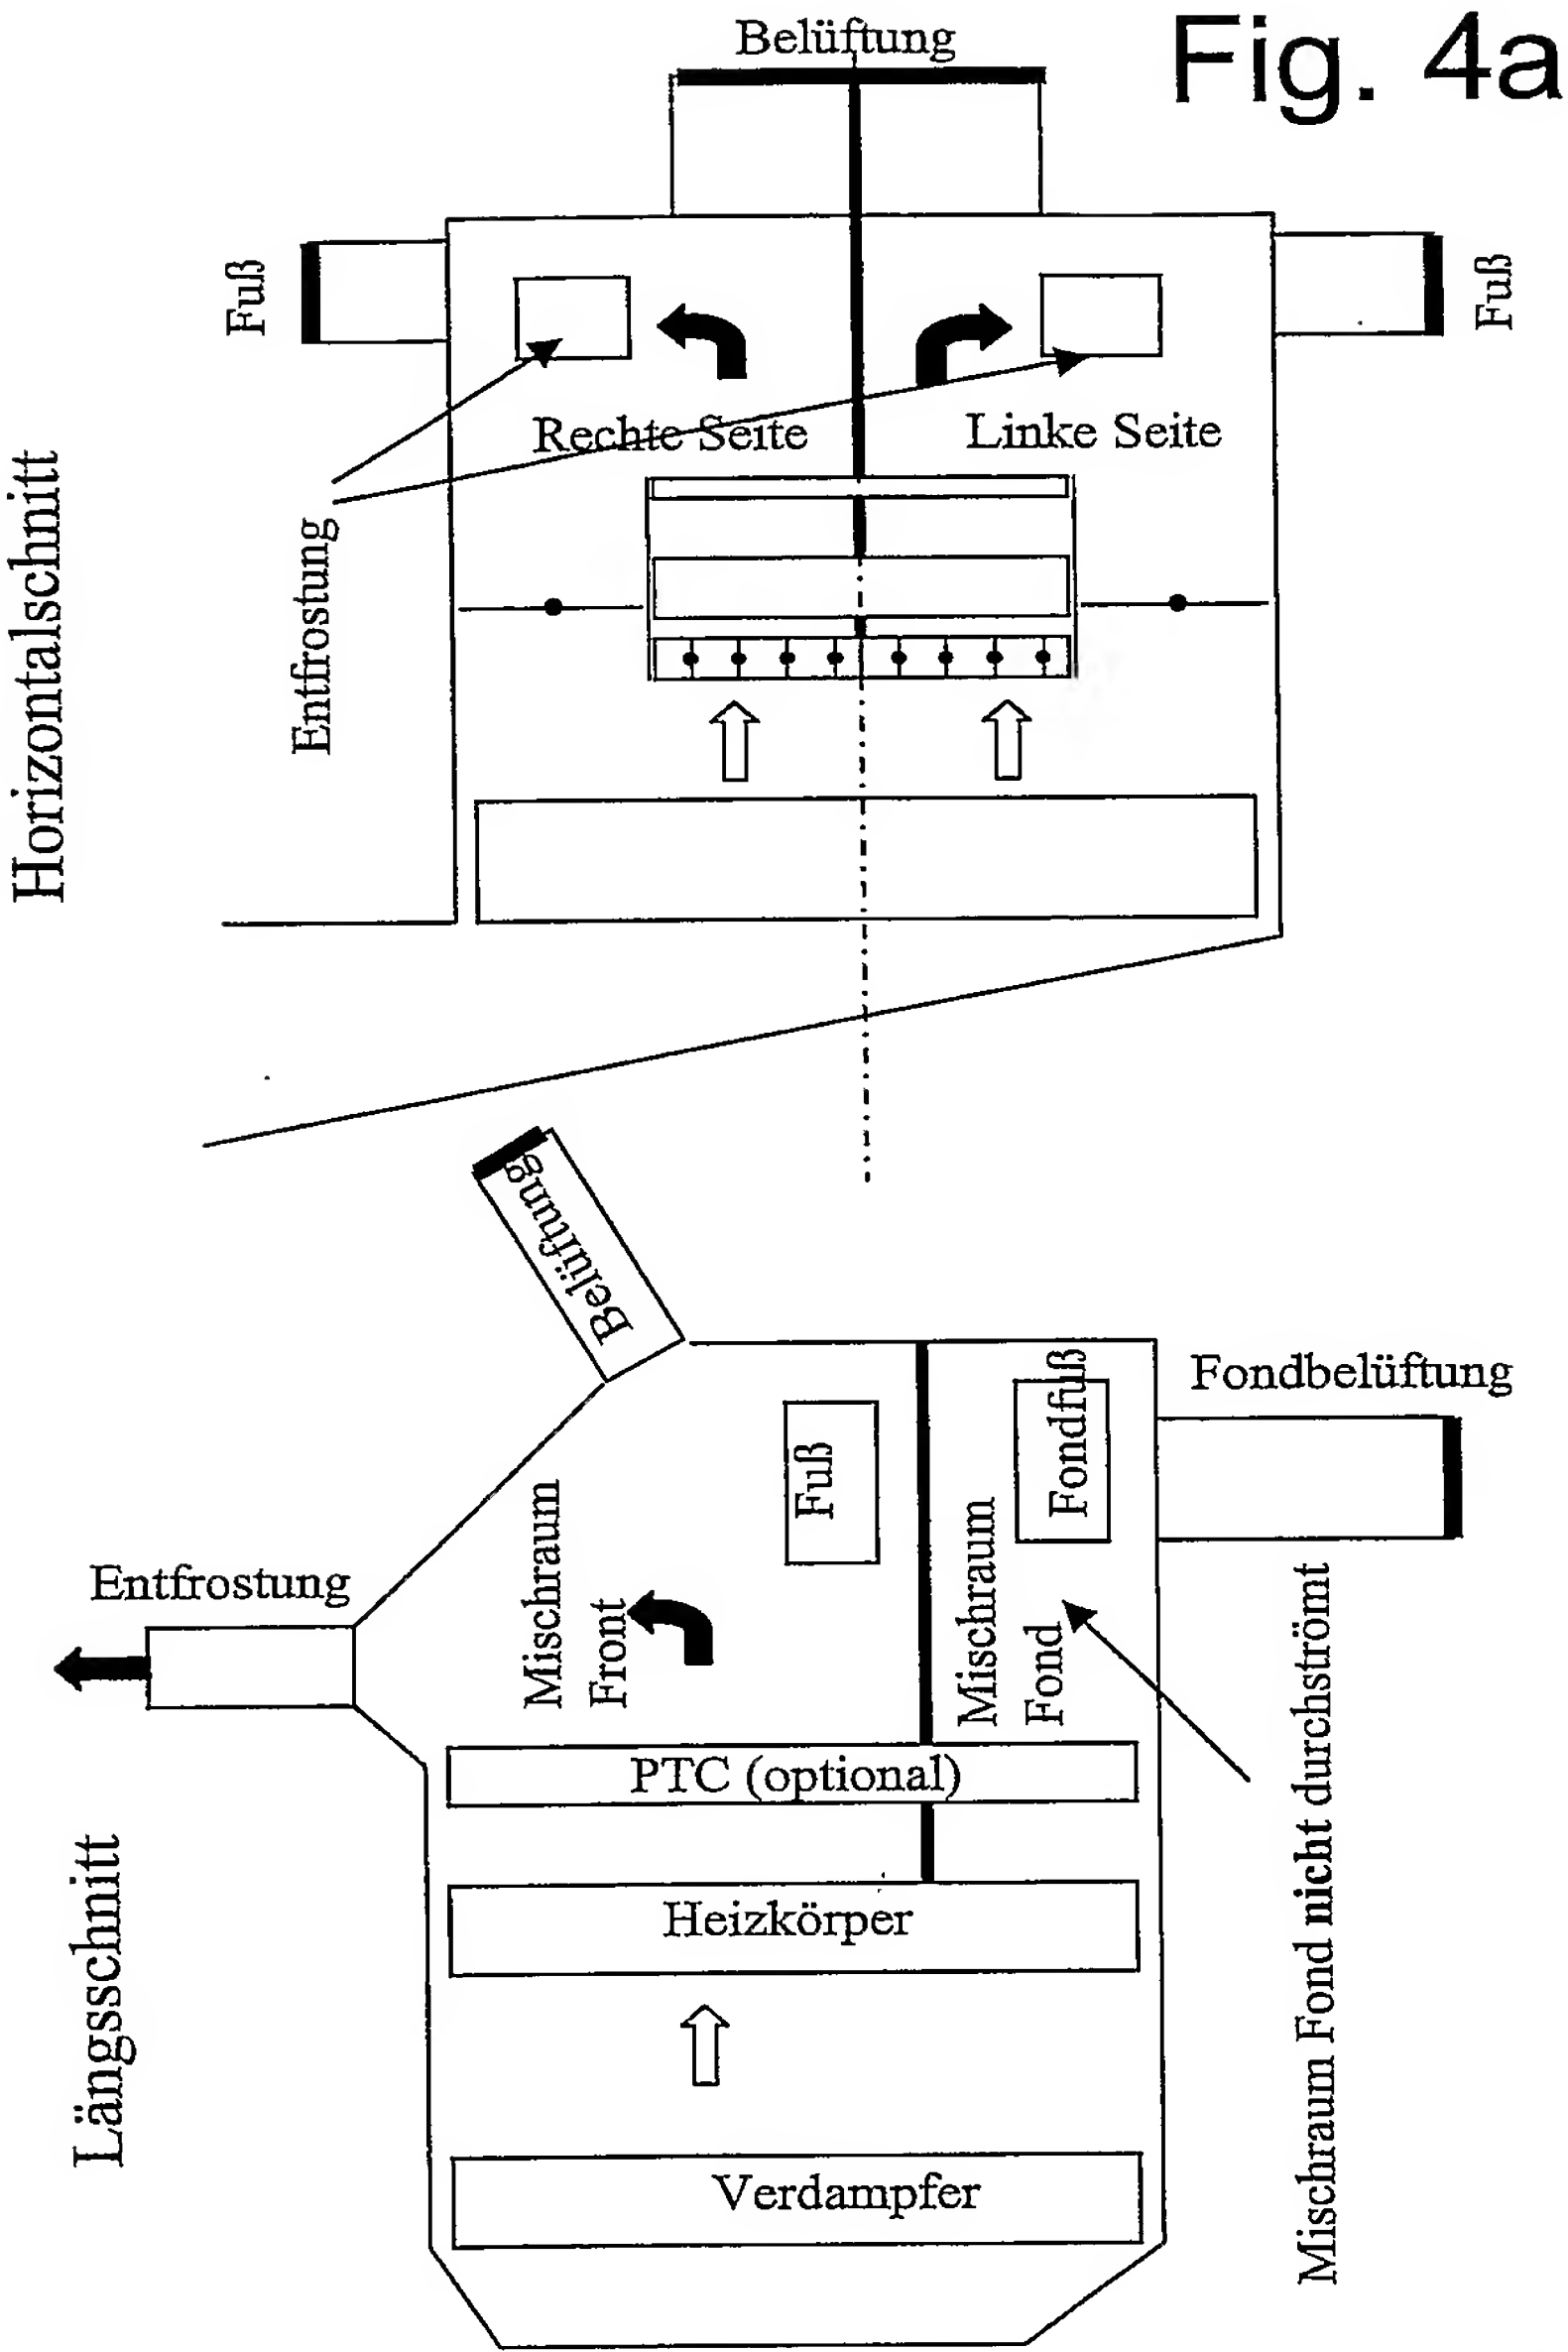 Fig. 4a
Horizontalschnitt
Belüftung
Fuß
Fuß
Rechte Seite
Linke Seite
Entfrostung
Längsschnitt
Belüftung
Entfrostung
Mischraum
Front
Fuß
Mischraum
Fond
Fondfuß
Fondbelüftung
PTC (optional)
Heizkörper
Verdampfer
Mischraum Fond nicht durchströmt